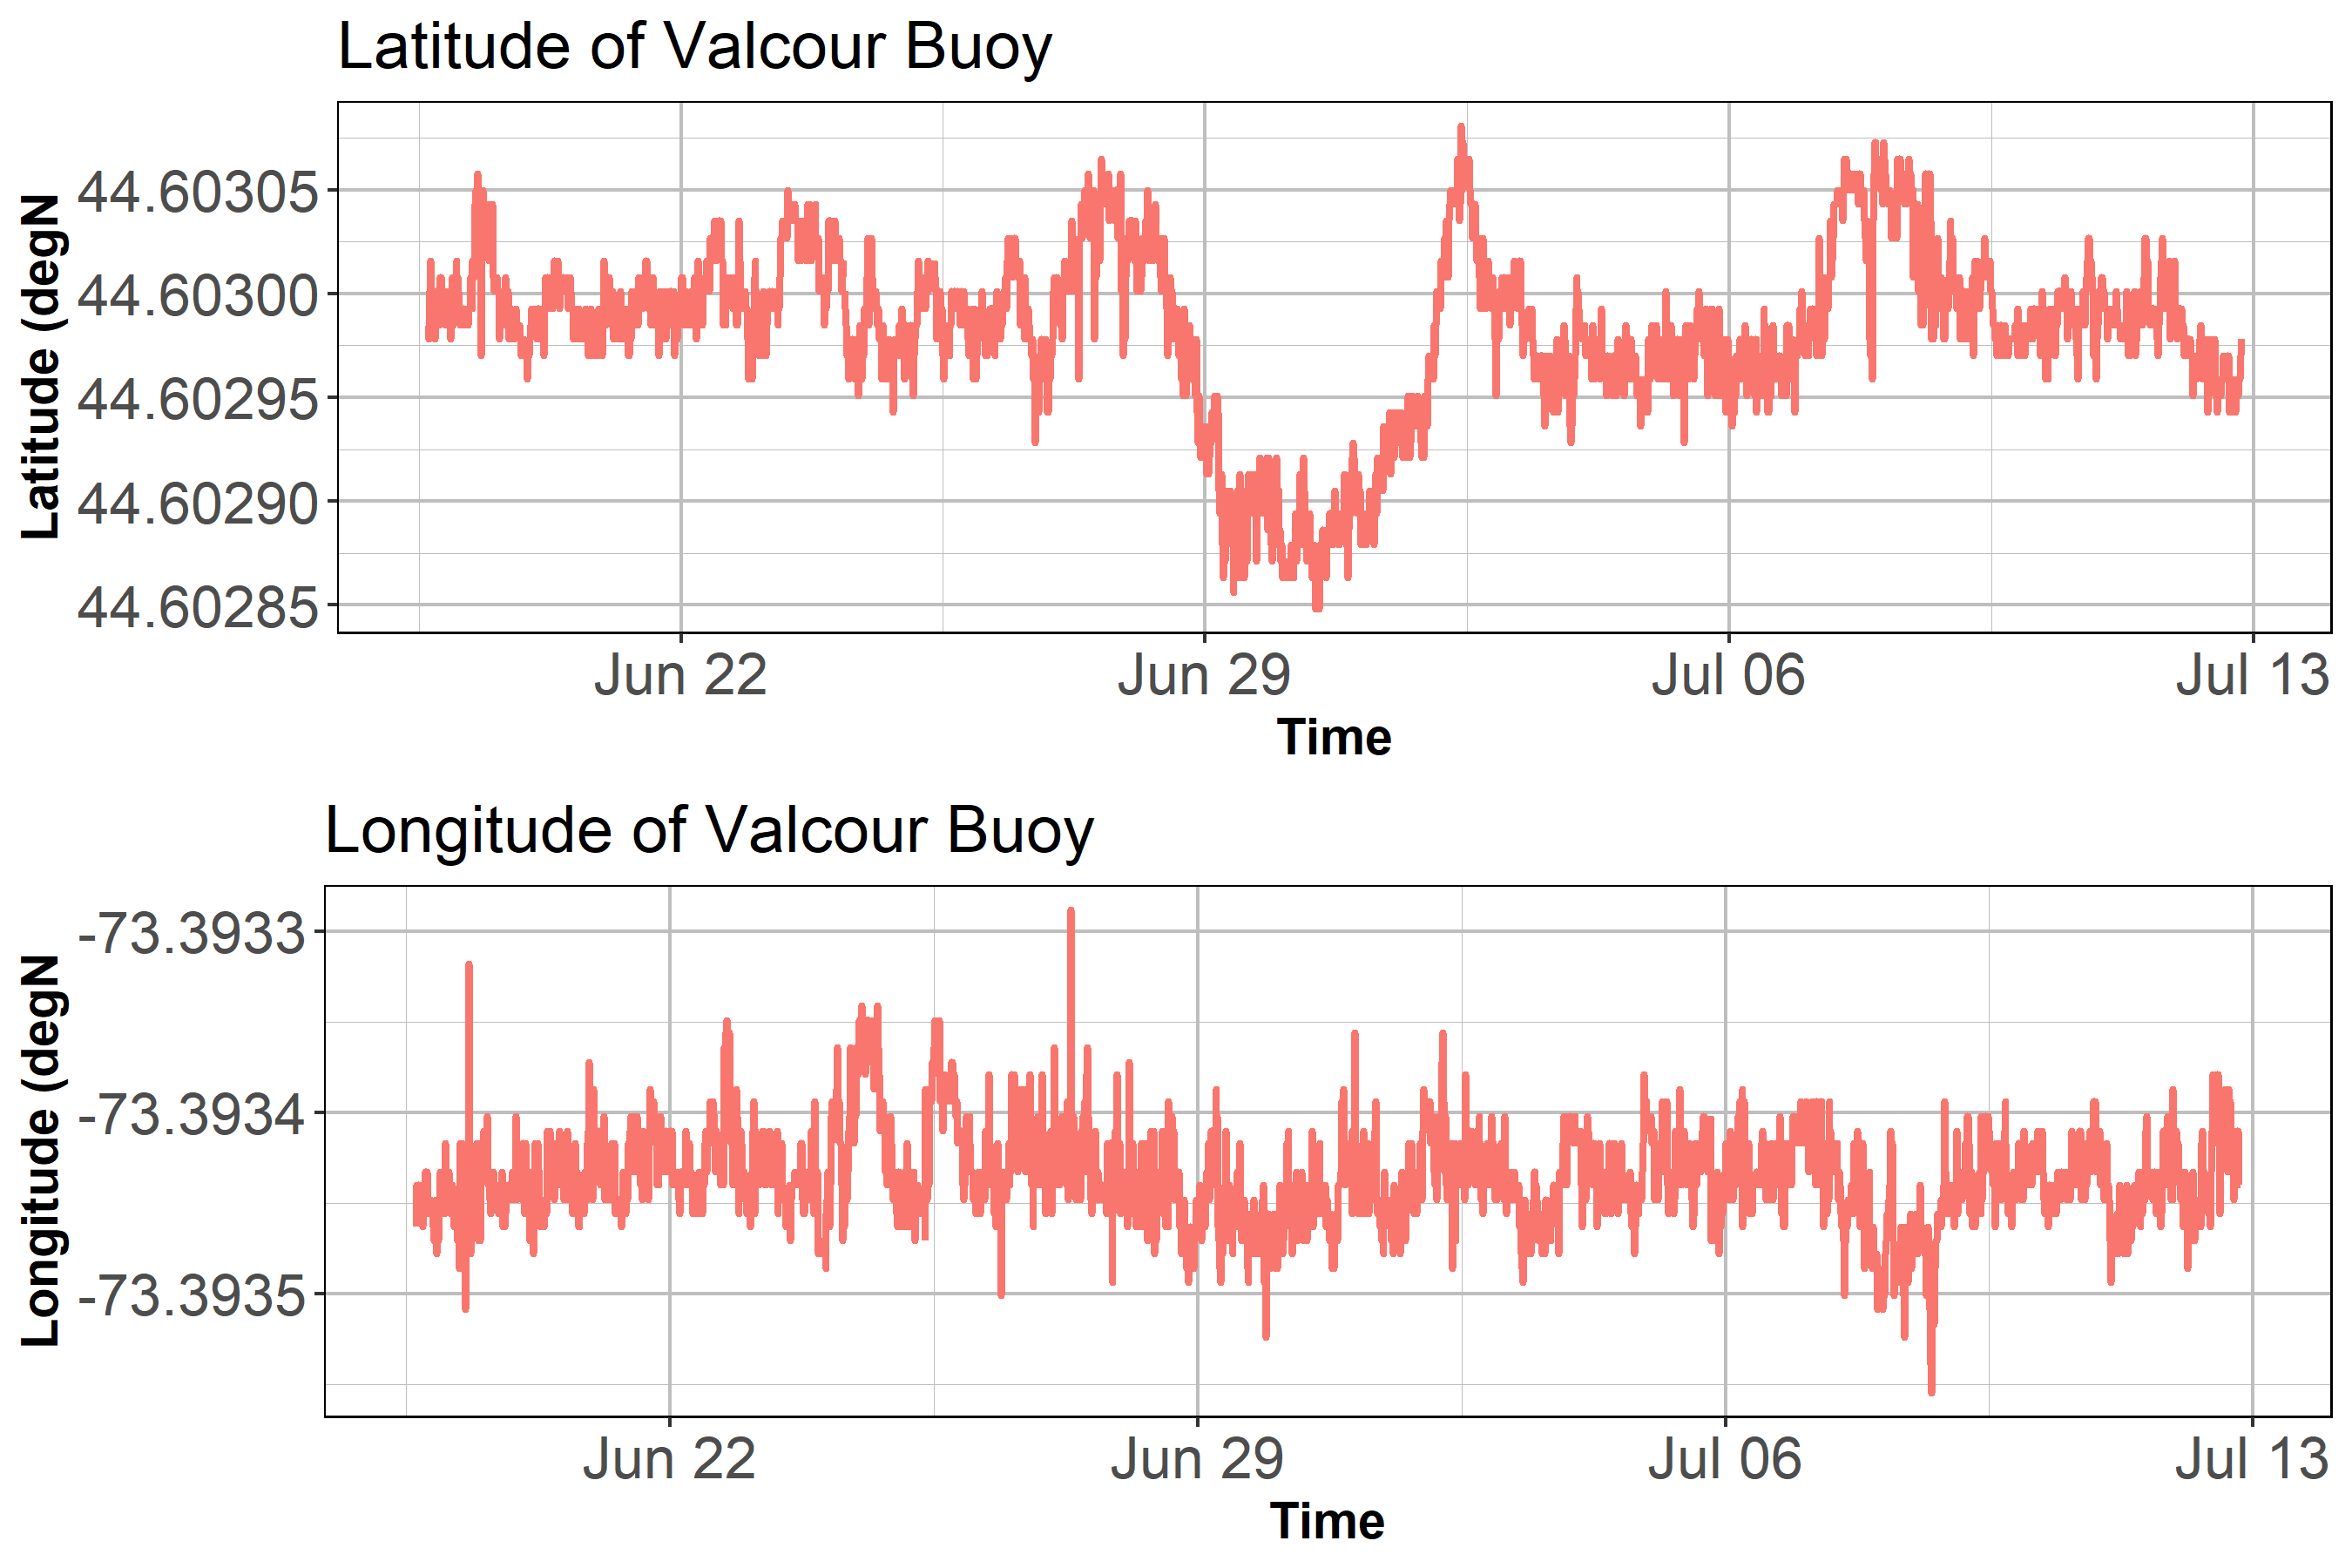 Latitude of Valcour Buoy
Latitude (degN
44.60305
44.60300
44.60295
44.60290
44.60285
Jun 22 Jun 29 Jul 06 Jul 13
Time
Longitude of Valcour Buoy
Longitude (degN
-73.3933
-73.3934
-73.3935
Jun 22 Jun 29 Jul 06 Jul 13
Time